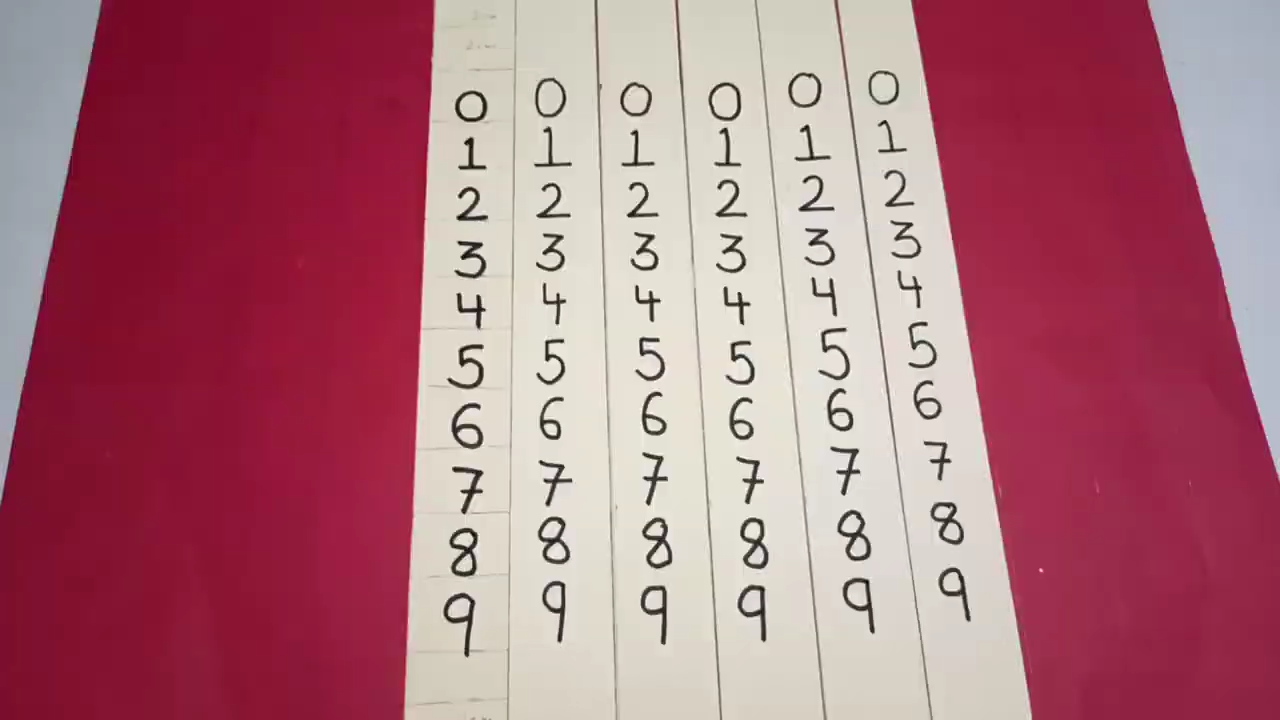 0 0 0 0 0 0
1 1 1 1 1 1
2 2 2 2 2 2
3 3 3 3 3 3
4 4 4 4 4 4
5 5 5 5 5 5
6 6 6 6 6 6
7 7 7 7 7 7
8 8 8 8 8 8
9 9 9 9 9 9